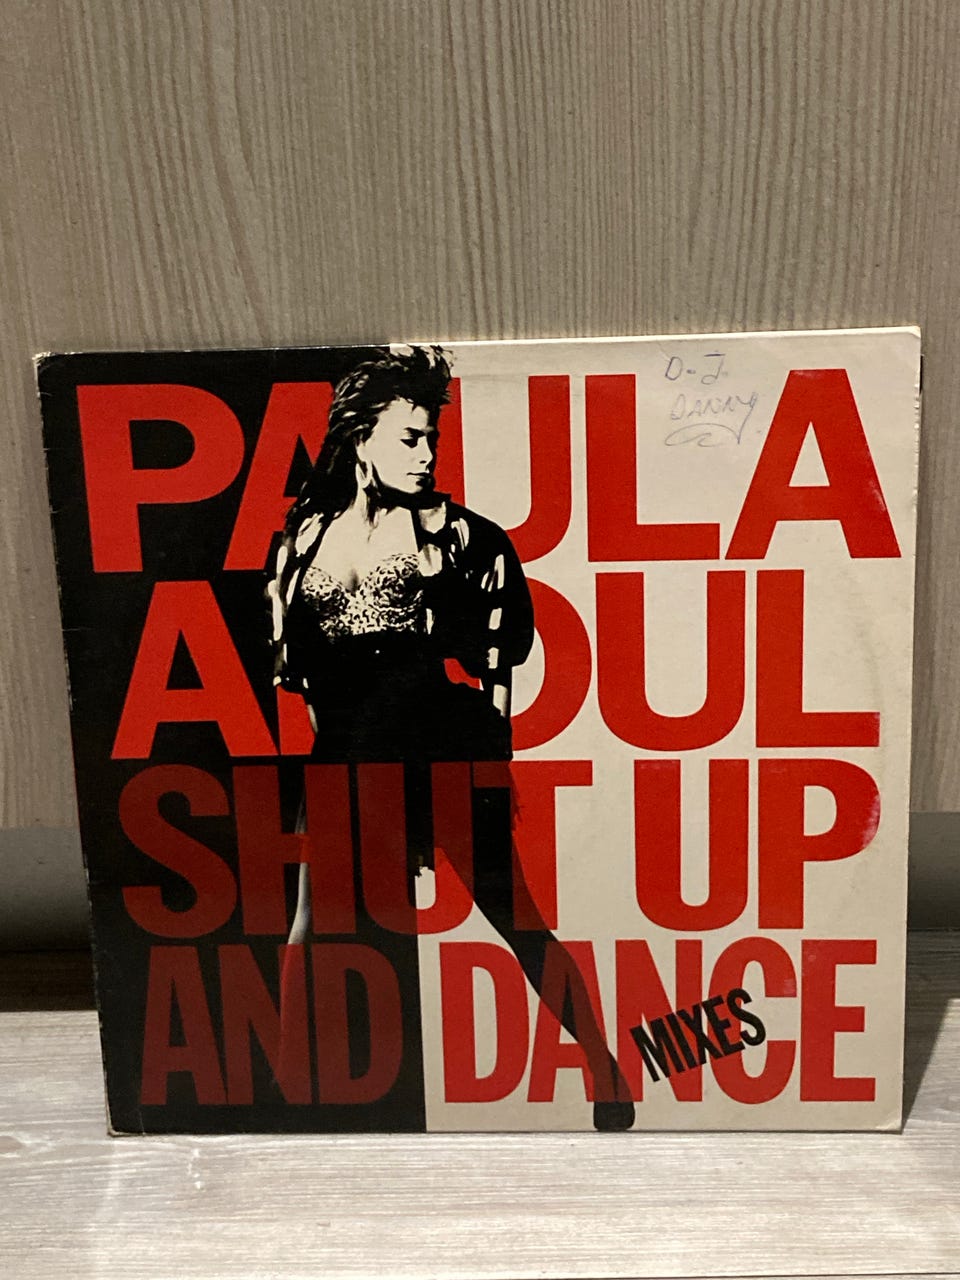 D-J.
DANNY
PAULA
ABDUL
SHUT UP
AND DANCE
MIXES